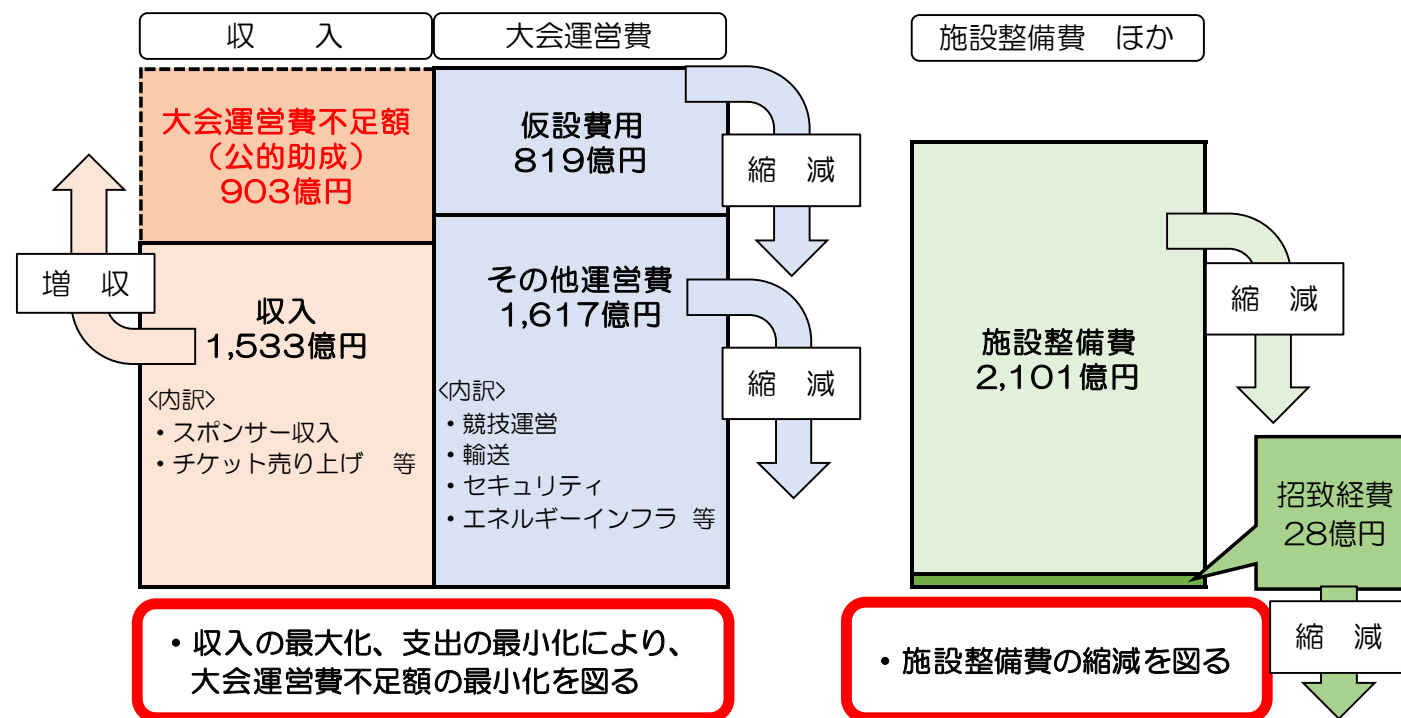 収　入
大会運営費
施設整備費　ほか
大会運営費不足額
（公的助成）
903億円
仮設費用
819億円
縮　減
増　収
収入
1,533億円
<内訳>
・スポンサー収入
・チケット売り上げ　等
その他運営費
1,617億円
<内訳>
・競技運営
・輸送
・セキュリティ
・エネルギーインフラ　等
縮　減
施設整備費
2,101億円
縮　減
招致経費
28億円
縮　減
・収入の最大化、支出の最小化により、
大会運営費不足額の最小化を図る
・施設整備費の縮減を図る